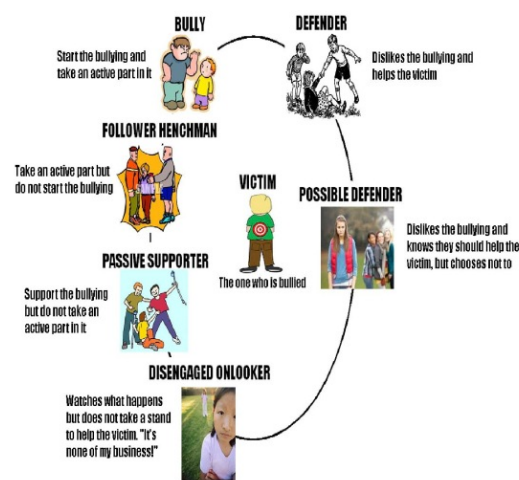 BULLY
Start the bullying and
take an active part in it
DEFENDER
Dislikes the bullying and
helps the victim
FOLLOWER HENCHMAN
Take an active part but
do not start the bullying
VICTIM
The one who is bullied
POSSIBLE DEFENDER
Dislikes the bullying and
knows they should help the
victim, but chooses not to
PASSIVE SUPPORTER
Support the bullying
but do not take an
active part in it
DISENGAGED ONLOOKER
Watches what happens
but does not take a stand
to help the victim. "It's
none of my business!"